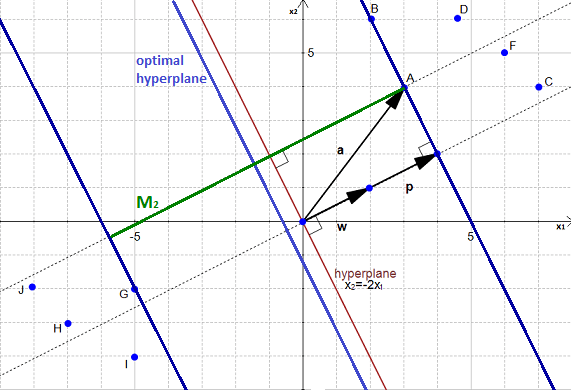 x2
B
D
optimal
hyperplane
5
F
A
C
a
M₂
p
w
x1
-5
5
hyperplane
x₂=-2x₁
J
G
H
I